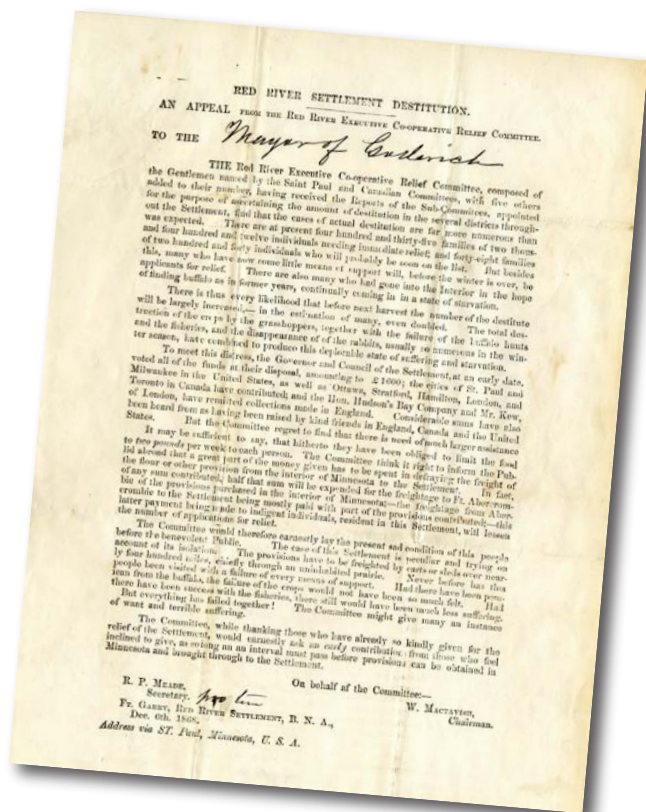 RED RIVER SETTLEMENT DESTITUTION.
AN APPEAL FROM THE RED RIVER EXECUTIVE CO-OPERATIVE RELIEF COMMITTEE.
TO THE Mayor of Goderich
THE Red River Executive Co-operative Relief Committee, composed of
the Gentlemen named by the Saint Paul and Canadian Committees, with five others
added to their number, having received the Reports of the Sub-Committees, appointed
for the purpose of ascertaining the amount of destitution in the several districts through-
out the Settlement, find that the cases of actual destitution are far more numerous than
was expected. There are at present four hundred and thirty-five families of two thous-
and four hundred and twelve individuals needing immediate relief; and forty-eight families
of two hundred and forty individuals who will probably be soon on the list. But besides
this, many who have now some little means of support will, before the winter is over, be
applicants for relief. There are also many who had gone into the Interior in the hope
of finding buffalo as in former years, continually coming in in a state of starvation.
There is thus every likelihood that before next harvest the number of the destitute
will be largely increased,— in the estimation of many, even doubled. The total des-
truction of the crops by the grasshoppers, together with the failure of the buffalo hunts
and the fisheries, and the disappearance of of the rabbits, usually so numerous in the win-
ter season, have combined to produce this deplorable state of suffering and starvation.
To meet this distress, the Governor and Council of the Settlement, at an early date,
voted all of the funds at their disposal, amounting to £1600; the cities of St. Paul and
Milwaukee in the United States, as well as Ottawa, Stratford, Hamilton, London, and
Toronto in Canada have contributed; and the Hon. Hudson's Bay Company and Mr. Kew,
of London, have remitted collections made in England. Considerable sums have also
been heard from as having been raised by kind friends in England, Canada and the United
States. But the Committee regret to find that there is need of much larger assistance
It may be sufficient to say, that hitherto they have been obliged to limit the food
to two pounds per week to each person. The Committee think it right to inform the Pub-
lid abroad that a great part of the money given has to be spent in defraying the freight of
the flour or other provision from the interior of Minnesota to the Settlement. In fact,
of any sum contributed, half that sum will be expended for the freightage to Ft. Abercrom-
bie of the provisions purchased in the interior of Minnesota;—the freightage from Aber-
crombie to the Settlement being mostly paid with part of the provisions contributed;—this
latter payment being made to indigent individuals, resident in this Settlement, will lessen
the number of applications for relief.
The Committee would therefore earnestly lay the present sad condition of this people
before the benevolent Public. The case of this Settlement is peculiar and trying on
account of its isolation. The provisions have to be freighted by carts or sleds over near-
ly four hundred miles, chiefly through an uninhabited prairie. Never before has this
people been visited with a failure of every means of support. Had there have been pem-
ican from the buffalo, the failure of the crops would not have been so much felt. Had
there have been success with the fisheries, there still would have been much less suffering.
But everything has failed together! The Committee might give many an instance
of want and terrible suffering.
The Committee, while thanking those who have already so kindly given for the
relief of the Settlement, would earnestly ask an early contribution from those who feel
inclined to give, as so long an an interval must pass before provisions can be obtained in
Minnesota and brought through to the Settlement.
On behalf of the Committee:—
R. P. MEADE,
Secretary. pro tem
W. MACTAVISH,
Chairman.
FT. GARRY, RED RIVER SETTLEMENT, B. N. A.,
Dec. 6th. 1868.
Address via ST. Paul, Minnesota, U. S. A.